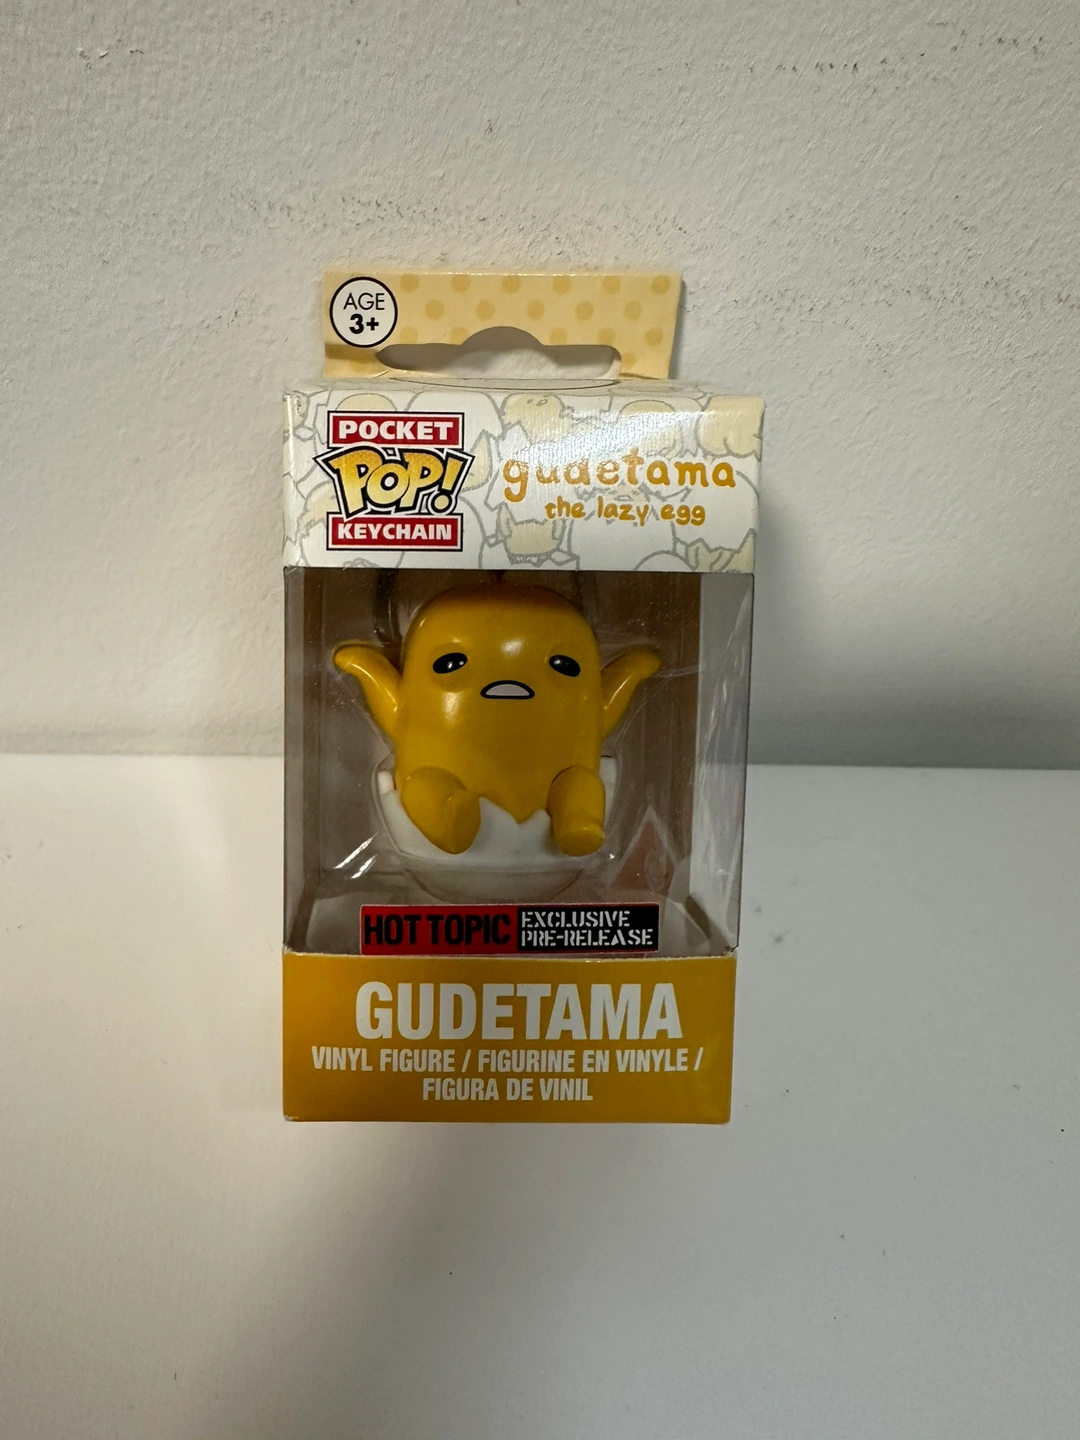 AGE
3+
POCKET
POP!
KEYCHAIN
gudetama
the lazy egg
HOT TOPIC
EXCLUSIVE
PRE-RELEASE
GUDETAMA
VINYL FIGURE / FIGURINE EN VINYLE /
FIGURA DE VINIL